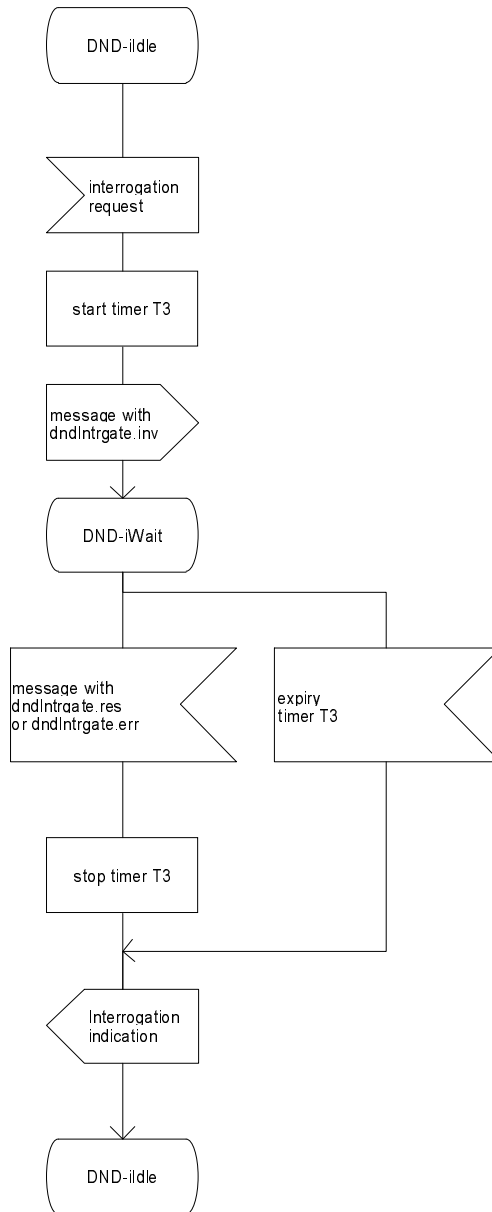 DND-iIdle
interrogation
request
start timer T3
message with
dndIntrgate.inv
DND-iWait
message with
dndIntrgate.res
or dndIntrgate.err
expiry
timer T3
stop timer T3
Interrogation
indication
DND-iIdle